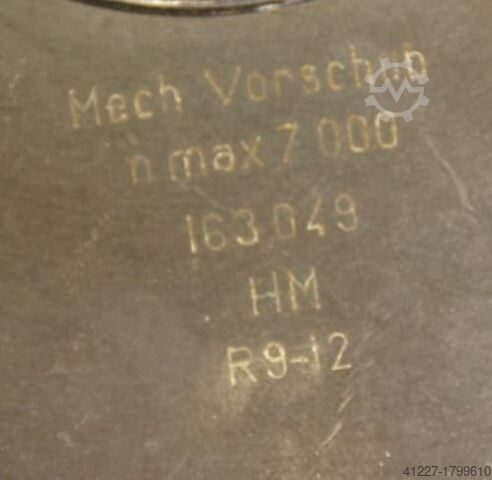 Mech Vorschub
n max 7 000
163.049
HM
R9-12
41227-1799610